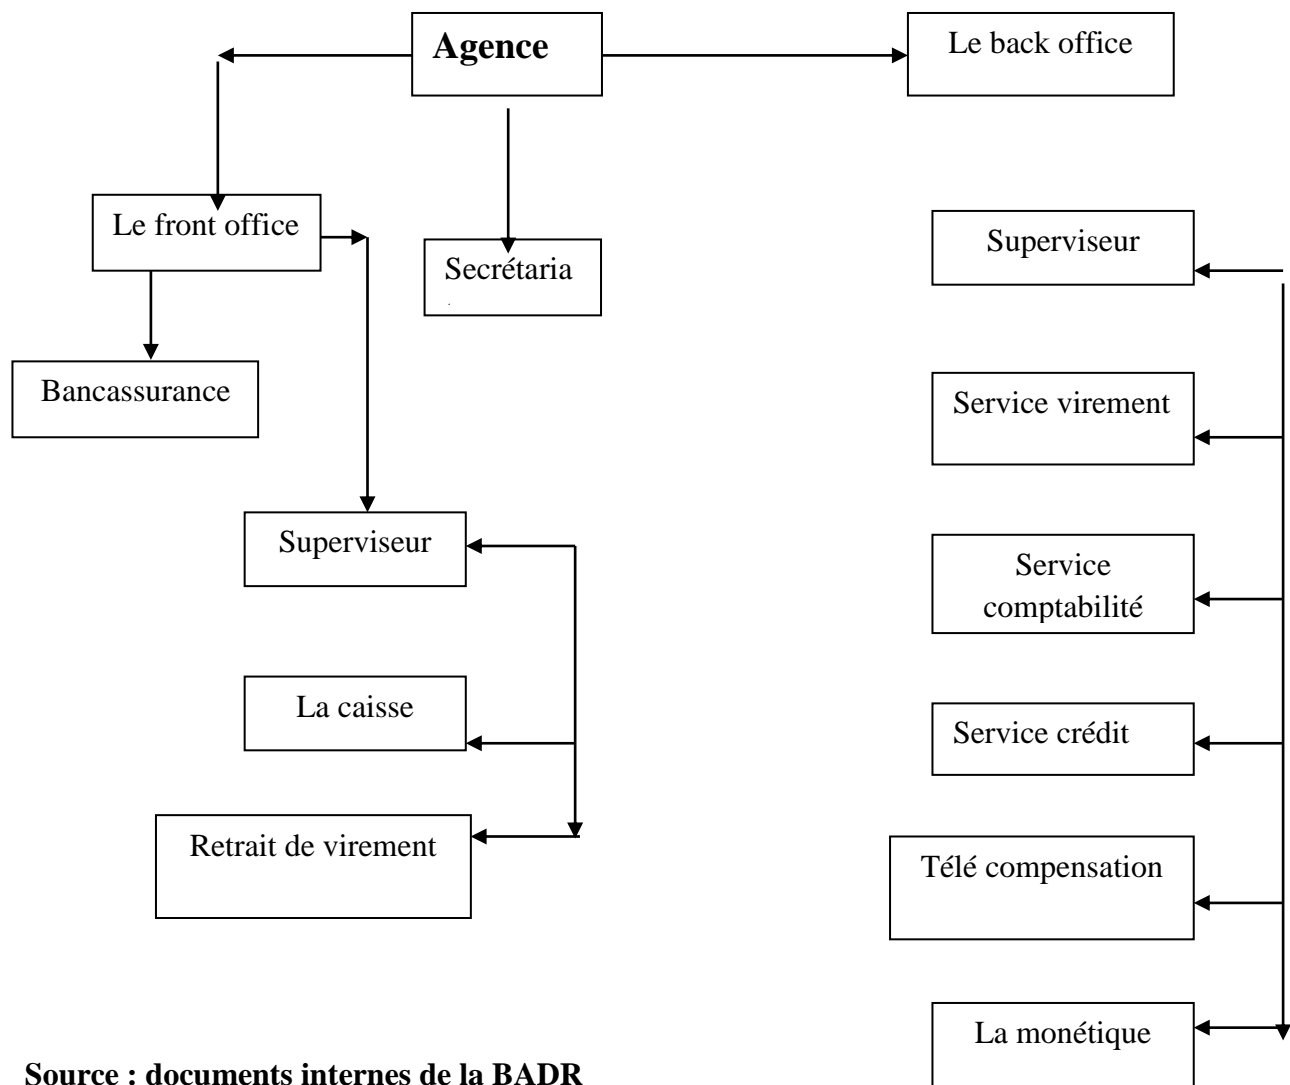 Agence
Le back office
Le front office
Secrétaria
Superviseur
Bancassurance
Service virement
Superviseur
Service
comptabilité
La caisse
Service crédit
Retrait de virement
Télé compensation
La monétique
Source : documents internes de la BADR